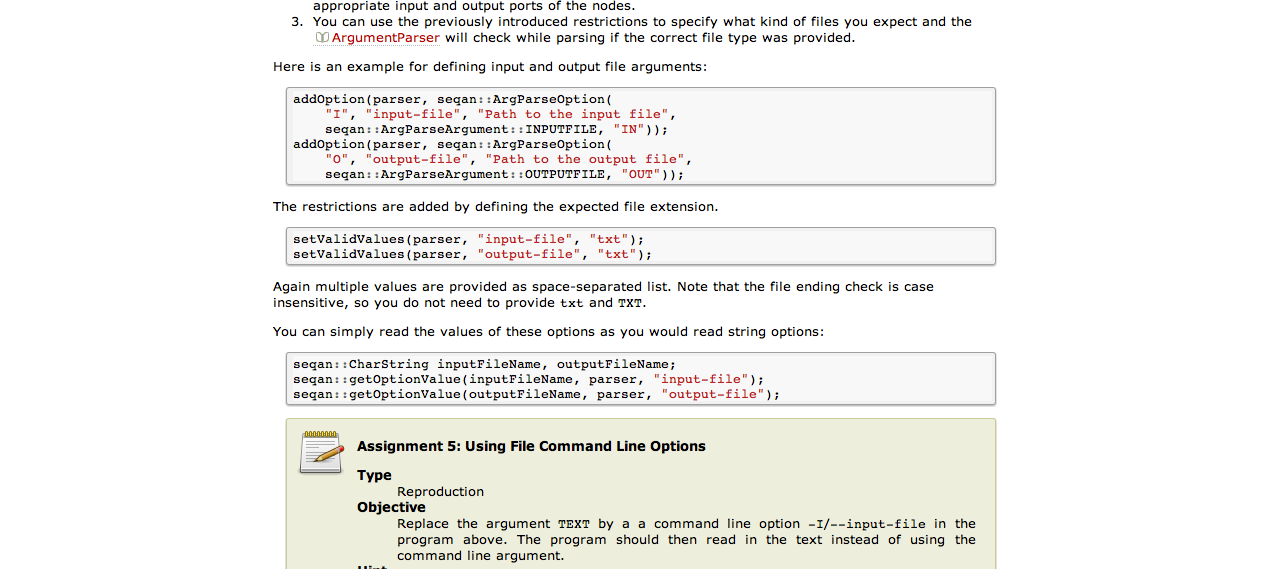 appropriate input and output ports of the nodes.
3. You can use the previously introduced restrictions to specify what kind of files you expect and the
ArgumentParser will check while parsing if the correct file type was provided.
Here is an example for defining input and output file arguments:
addOption(parser, seqan::ArgParseOption(
"I", "input-file", "Path to the input file",
seqan::ArgParseArgument::INPUTFILE, "IN"));
addOption(parser, seqan::ArgParseOption(
"O", "output-file", "Path to the output file",
seqan::ArgParseArgument::OUTPUTFILE, "OUT"));
The restrictions are added by defining the expected file extension.
setValidValues(parser, "input-file", "txt");
setValidValues(parser, "output-file", "txt");
Again multiple values are provided as space-separated list. Note that the file ending check is case
insensitive, so you do not need to provide txt and TXT.
You can simply read the values of these options as you would read string options:
seqan::CharString inputFileName, outputFileName;
seqan::getOptionValue(inputFileName, parser, "input-file");
seqan::getOptionValue(outputFileName, parser, "output-file");
Assignment 5: Using File Command Line Options
Type
Reproduction
Objective
Replace the argument TEXT by a a command line option -I/--input-file in the
program above. The program should then read in the text instead of using the
command line argument.